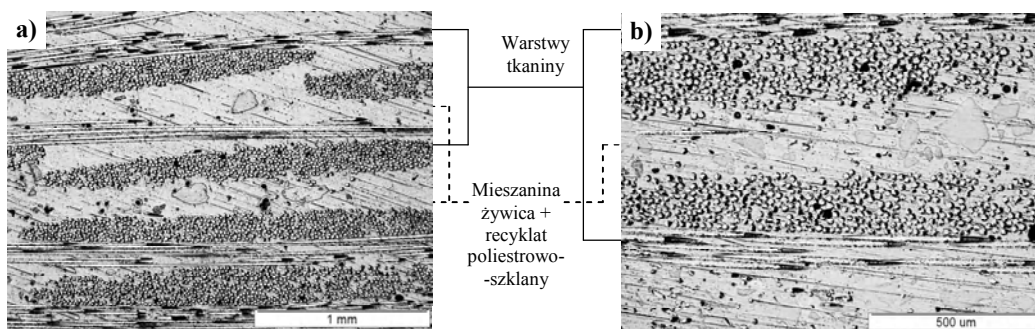 a)
Warstwy
tkaniny
b)
Mieszanina
żywica +
recyklat
poliestrowo-
-szklany
1 mm
500 um